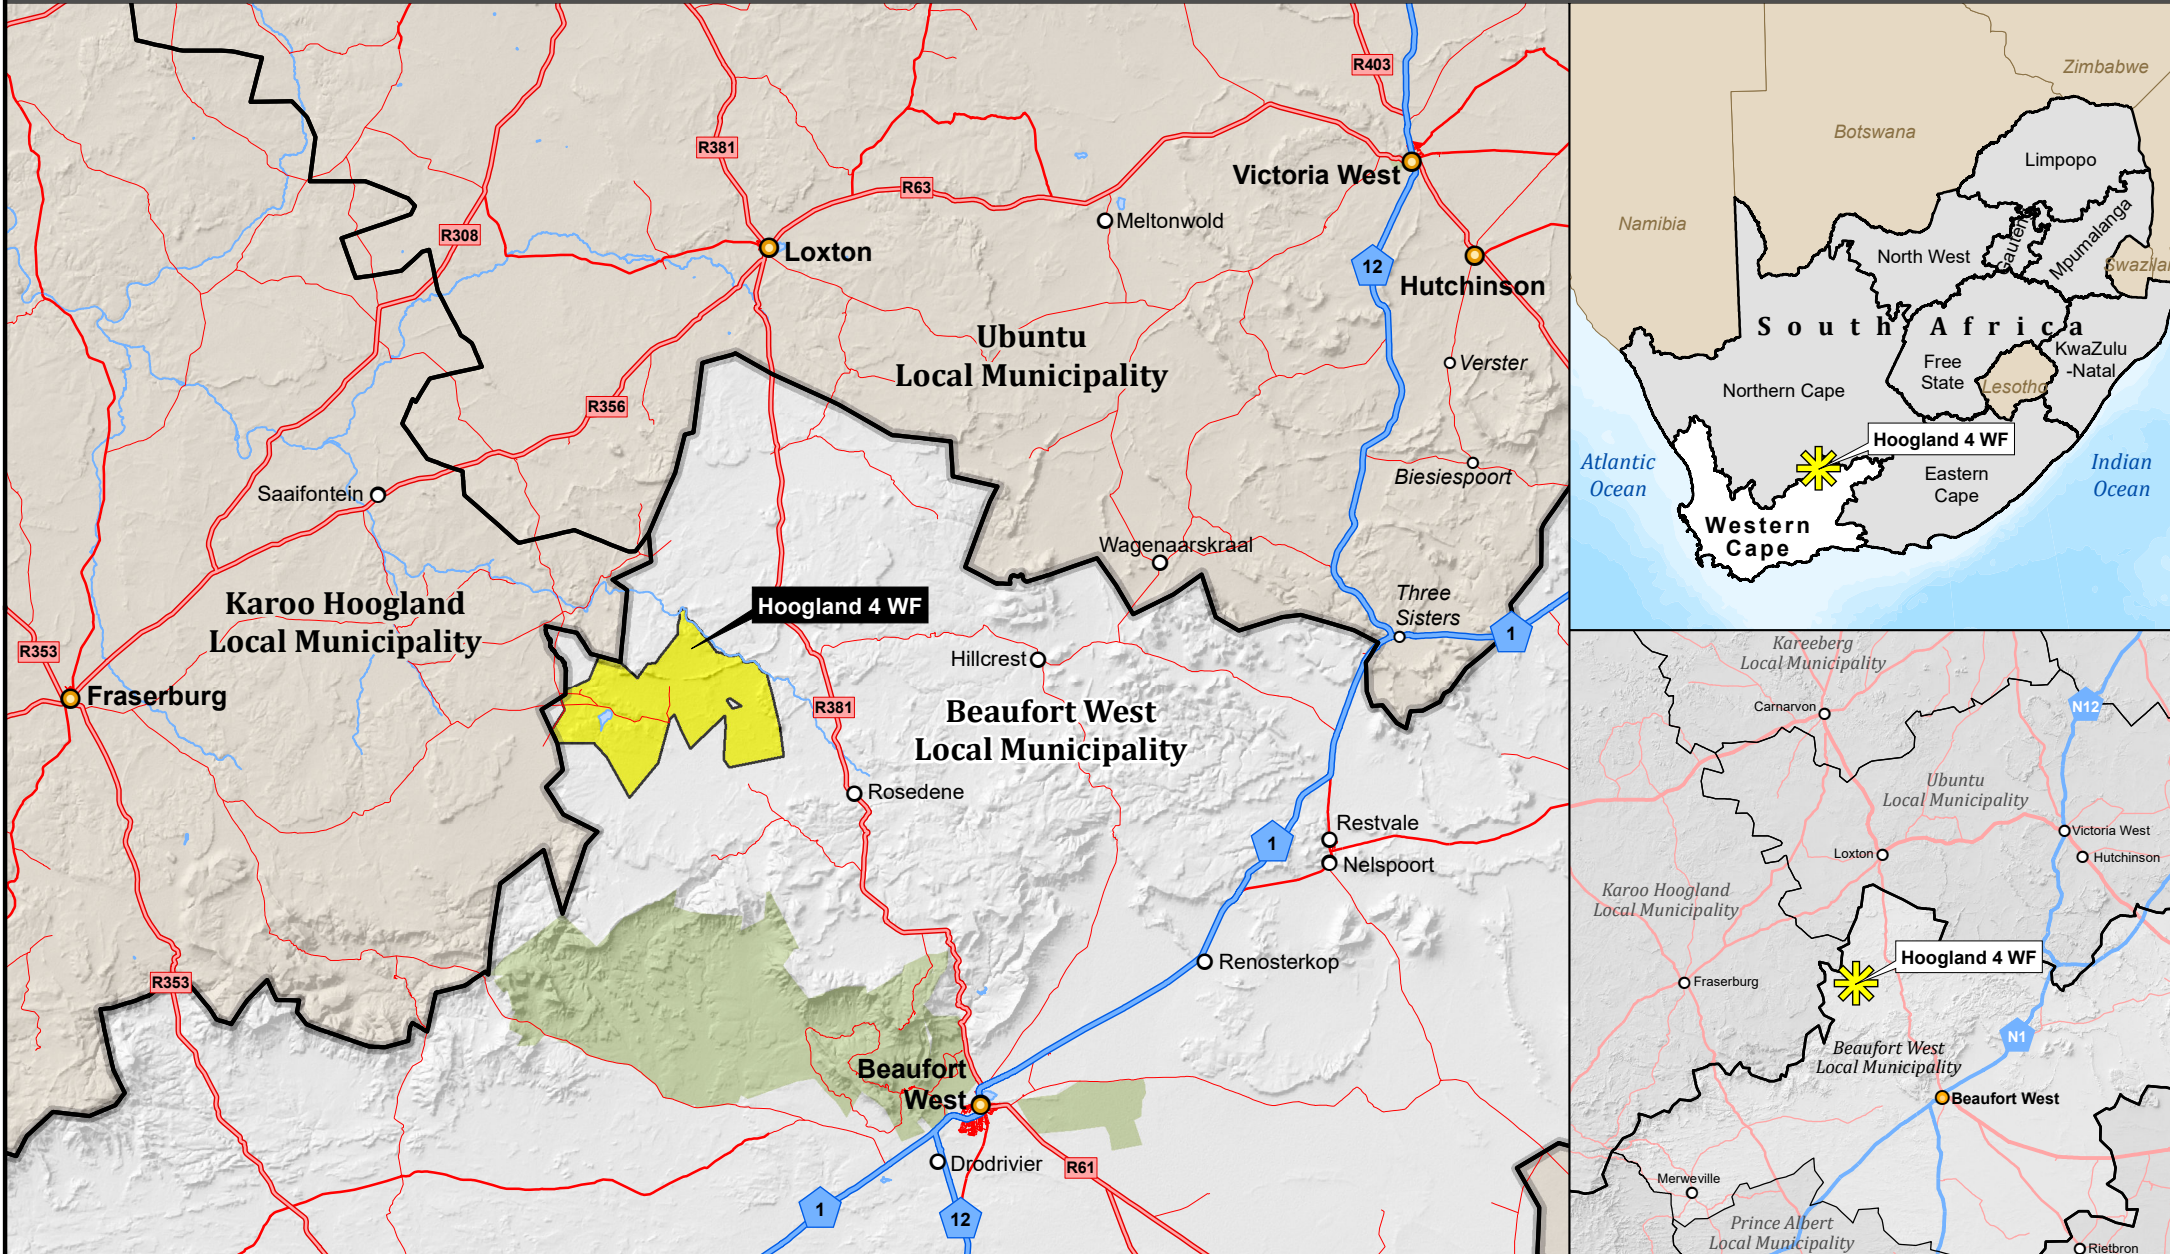 R403
R381
Victoria West
R63
Meltonwold
R308
Loxton
12
Hutchinson
Ubuntu
Local Municipality
Verster
R356
Biesiespoort
Saaifontein
Wagenaarskraal
Three
Sisters
Karoo Hoogland
Local Municipality
Hoogland 4 WF
1
R353
Hillcrest
Fraserburg
R381
Beaufort West
Local Municipality
Rosedene
Restvale
1
Nelspoort
Renosterkop
R353
Beaufort
West
Drodrivier
R61
1
12
Zimbabwe
Botswana
Limpopo
Namibia
North West
Gauteng
Mpumalanga
South Africa
KwaZulu
-Natal
Free
State
Lesotho
Northern Cape
Hoogland 4 WF
Atlantic
Ocean
Indian
Ocean
Eastern
Cape
Western
Cape
Kareeberg
Local Municipality
Carnarvon
N12
Ubuntu
Local Municipality
Victoria West
Loxton
Hutchinson
Karoo Hoogland
Local Municipality
Hoogland 4 WF
Fraserburg
N1
Beaufort West
Local Municipality
Beaufort West
Merweville
Prince Albert
Local Municipality
Rietbron